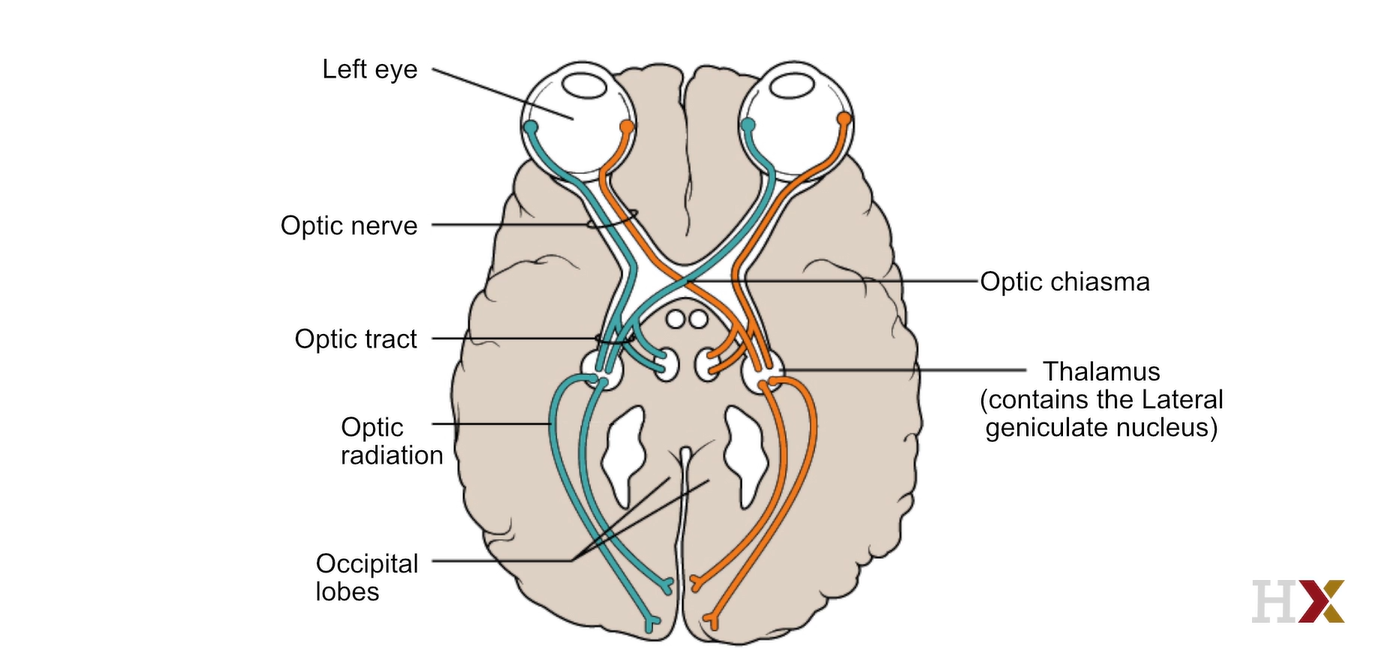 Left eye
Optic nerve
Optic chiasma
Optic tract
Thalamus
(contains the Lateral
geniculate nucleus)
Optic
radiation
Occipital
lobes
HX